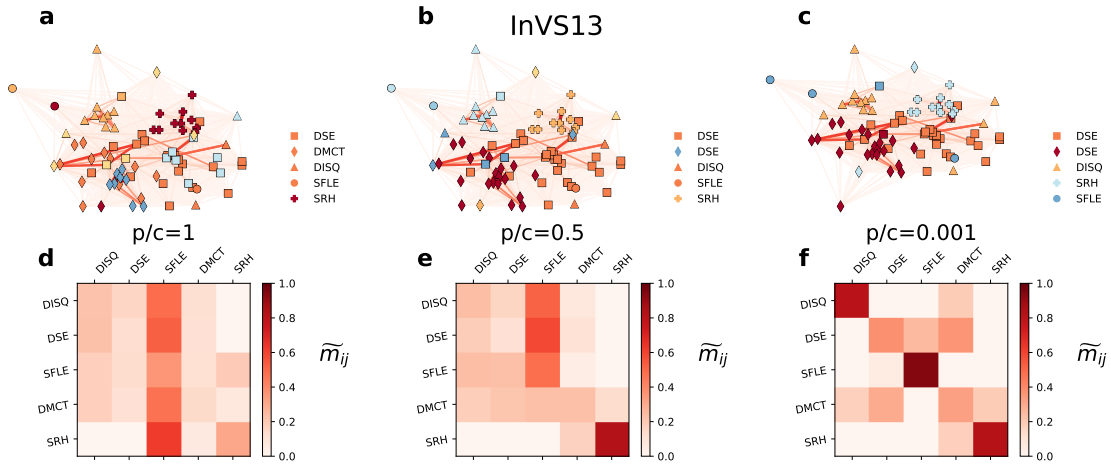 a
b
c
InVS13
DSE
DMCT
DISQ
SFLE
SRH
DSE
DSE
DISQ
SFLE
SRH
DSE
DSE
DISQ
SRH
SFLE
p/c=1
p/c=0.5
p/c=0.001
d
DISQ DSE SFLE DMCT SRH
DISQ
DSE
SFLE
DMCT
SRH
1.0
0.8
0.6
0.4
0.2
0.0
m̃ij
e
DISQ DSE SFLE DMCT SRH
DISQ
DSE
SFLE
DMCT
SRH
1.0
0.8
0.6
0.4
0.2
0.0
m̃ij
f
DISQ DSE SFLE DMCT SRH
DISQ
DSE
SFLE
DMCT
SRH
1.0
0.8
0.6
0.4
0.2
0.0
m̃ij